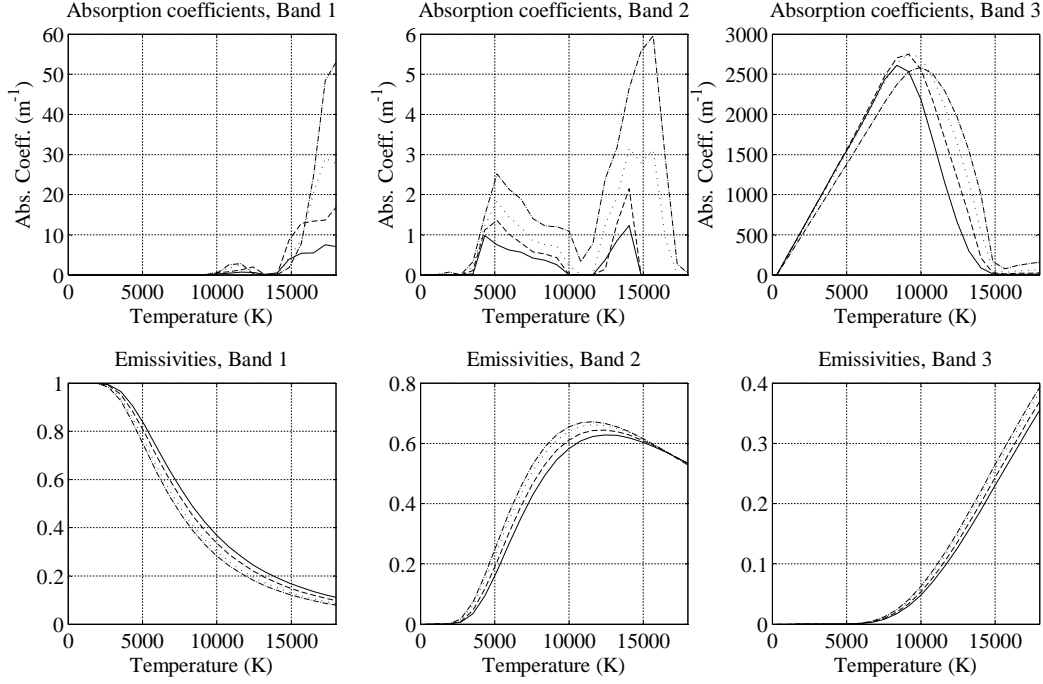 Absorption coefficients, Band 1
Abs. Coeff. (m-1)
60
50
40
30
20
10
0
0 5000 10000 15000
Temperature (K)
Absorption coefficients, Band 2
Abs. Coeff. (m-1)
6
5
4
3
2
1
0
0 5000 10000 15000
Temperature (K)
Absorption coefficients, Band 3
Abs. Coeff. (m-1)
3000
2500
2000
1500
1000
500
0
0 5000 10000 15000
Temperature (K)
Emissivities, Band 1
1
0.8
0.6
0.4
0.2
0
0 5000 10000 15000
Temperature (K)
Emissivities, Band 2
0.8
0.6
0.4
0.2
0
0 5000 10000 15000
Temperature (K)
Emissivities, Band 3
0.4
0.3
0.2
0.1
0
0 5000 10000 15000
Temperature (K)